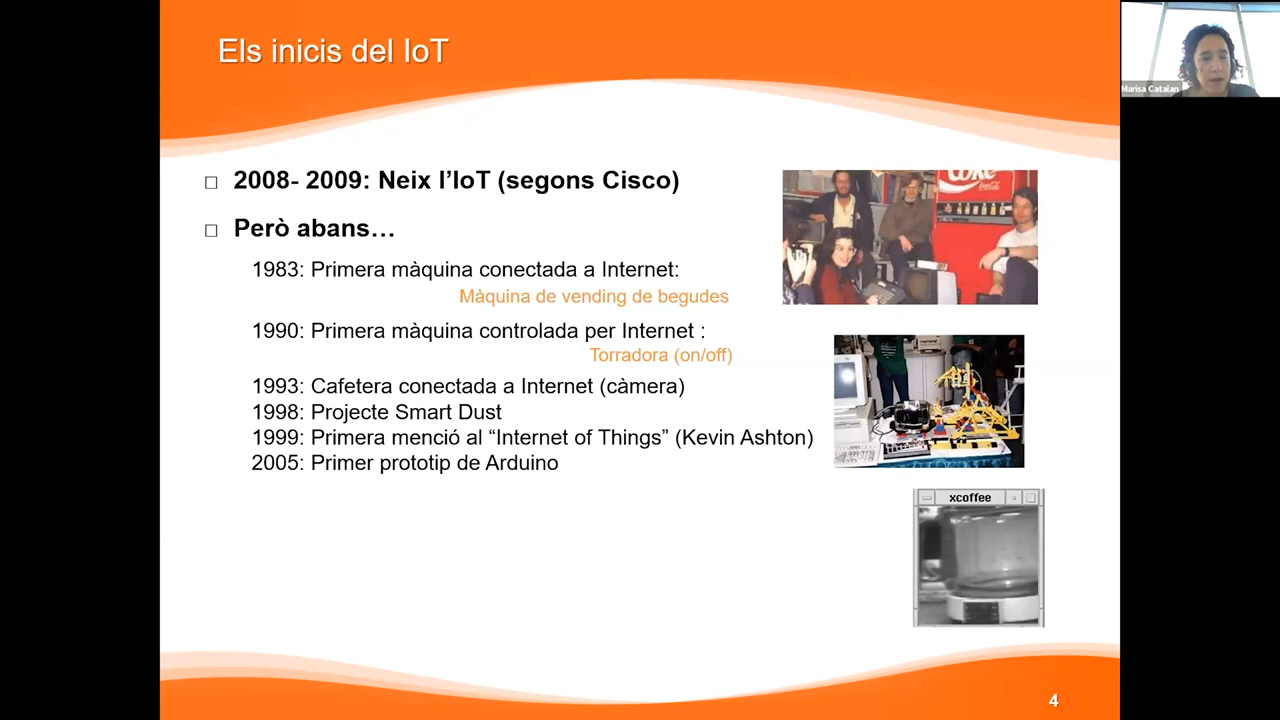 Els inicis del IoT
Marisa Catalan
2008- 2009: Neix l’IoT (segons Cisco)
Però abans…
1983: Primera màquina conectada a Internet:
Màquina de vending de begudes
1990: Primera màquina controlada per Internet :
Torradora (on/off)
1993: Cafetera conectada a Internet (càmera)
1998: Projecte Smart Dust
1999: Primera menció al “Internet of Things” (Kevin Ashton)
2005: Primer prototip de Arduino
Coke
Coca-Cola
xcoffee
4